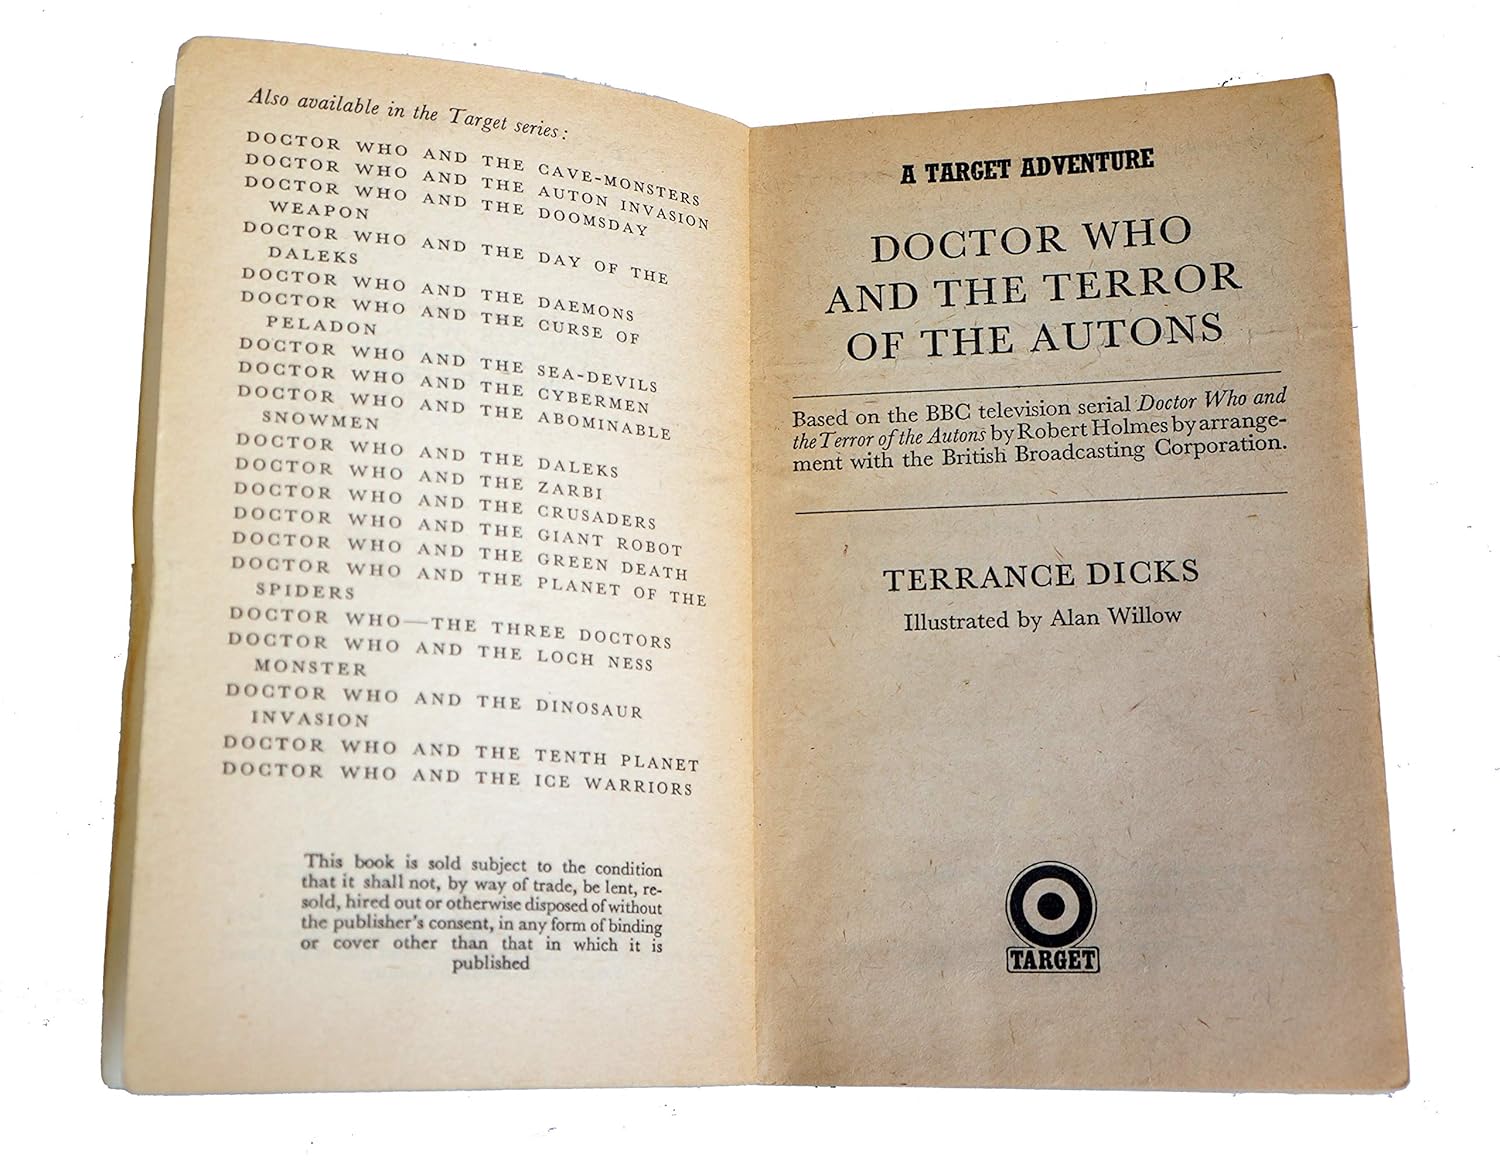 Also available in the Target series:
DOCTOR WHO AND THE CAVE-MONSTERS
DOCTOR WHO AND THE AUTON INVASION
DOCTOR WHO AND THE DOOMSDAY
WEAPON
DOCTOR WHO AND THE DAY OF THE
DALEKS
DOCTOR WHO AND THE DAEMONS
DOCTOR WHO AND THE CURSE OF
PELADON
DOCTOR WHO AND THE SEA-DEVILS
DOCTOR WHO AND THE CYBERMEN
DOCTOR WHO AND THE ABOMINABLE
SNOWMEN
DOCTOR WHO AND THE DALEKS
DOCTOR WHO AND THE ZARBI
DOCTOR WHO AND THE CRUSADERS
DOCTOR WHO AND THE GIANT ROBOT
DOCTOR WHO AND THE GREEN DEATH
DOCTOR WHO AND THE PLANET OF THE
SPIDERS
DOCTOR WHO—THE THREE DOCTORS
DOCTOR WHO AND THE LOCH NESS
MONSTER
DOCTOR WHO AND THE DINOSAUR
INVASION
DOCTOR WHO AND THE TENTH PLANET
DOCTOR WHO AND THE ICE WARRIORS
This book is sold subject to the condition
that it shall not, by way of trade, be lent, re-
sold, hired out or otherwise disposed of without
the publisher's consent, in any form of binding
or cover other than that in which it is
published
A TARGET ADVENTURE
DOCTOR WHO
AND THE TERROR
OF THE AUTONS
Based on the BBC television serial Doctor Who and
the Terror of the Autons by Robert Holmes by arrange-
ment with the British Broadcasting Corporation.
TERRANCE DICKS
Illustrated by Alan Willow
TARGET